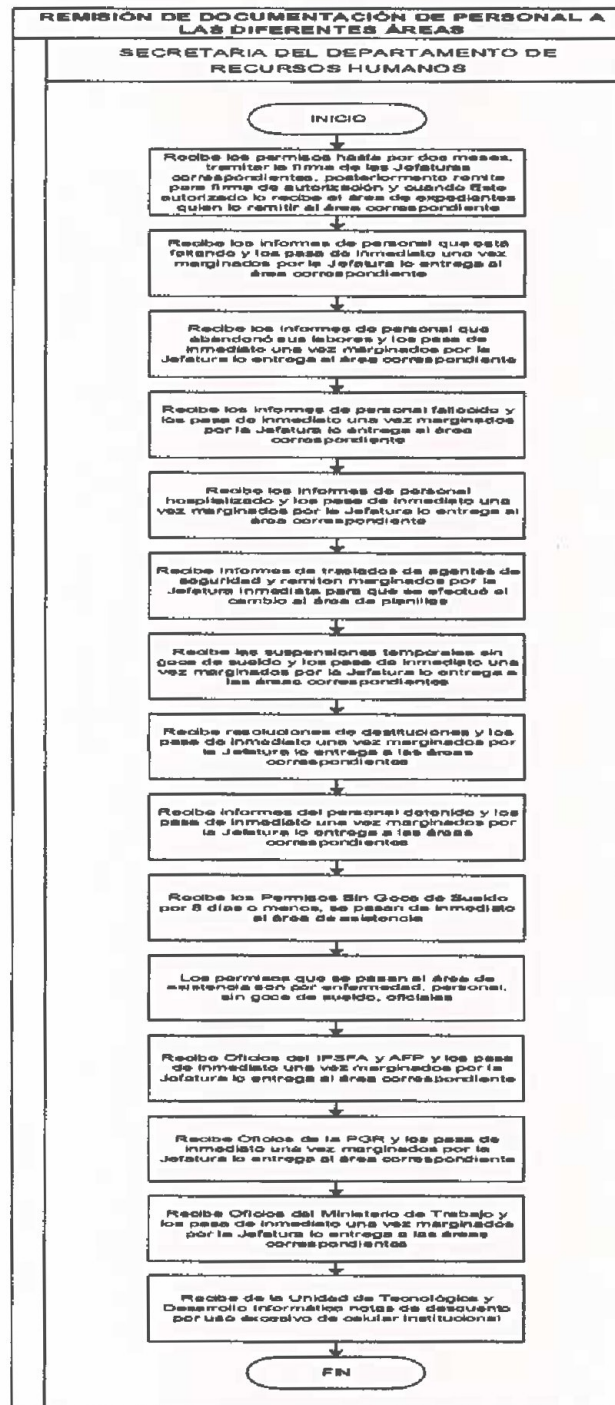 REMISIÓN DE DOCUMENTACIÓN DE PERSONAL A
LAS DIFERENTES ÁREAS
SECRETARIA DEL DEPARTAMENTO DE
RECURSOS HUMANOS
INICIO
Recibe los permisos hasta por dos meses,
tramitar la firma de las Jefaturas
correspondientes, posteriormente remite
para firma de autorización y cuando Este
autorizado lo recibe el área de expedientes
quien lo remitir al área correspondiente
Recibe los informes de personal que está
faltando y los pasa de inmediato una vez
marginados por la Jefatura lo entrega al
área correspondiente
Recibe los informes de personal que
abandonó sus labores y los pasa de
inmediato una vez marginados por la
Jefatura lo entrega al área correspondiente
Recibe los informes de personal fallecido y
los pasa de inmediato una vez marginados
por la Jefatura lo entrega al área
correspondiente
Recibe los informes de personal
hospitalizado y los pasa de inmediato una
vez marginados por la Jefatura lo entrega al
área correspondiente
Recibe informes de traslados de agentes de
seguridad y remiten marginados por la
Jefatura inmediata para que se efectué el
cambio al área de planillas
Recibe las suspensiones temporales sin
goce de sueldo y los pasa de inmediato una
vez marginados por la Jefatura lo entrega a
las áreas correspondientes
Recibe resoluciones de destituciones y los
pasa de inmediato una vez marginados por
la Jefatura lo entrega a las áreas
correspondientes
Recibe informes del personal detenido y los
pasa de inmediato una vez marginados por
la Jefatura lo entrega a las áreas
correspondientes
Recibe los Permisos Sin Goce de Sueldo
por 8 días o menos, se pasan de inmediato
al área de asistencia
Los permisos que se pasan al área de
asistencia son por enfermedad, personal,
sin goce de sueldo, oficiales
Recibe Oficios del IPSFA y AFP y los pasa
de inmediato una vez marginados por la
Jefatura lo entrega al área correspondiente
Recibe Oficios de la PGR y los pasa de
inmediato una vez marginados por la
Jefatura lo entrega al área correspondiente
Recibe Oficios del Ministerio de Trabajo y
los pasa de inmediato una vez marginados
por la Jefatura lo entrega a las áreas
correspondientes
Recibe de la Unidad de Tecnológica y
Desarrollo Informático notas de descuento
por uso excesivo de celular institucional
FIN